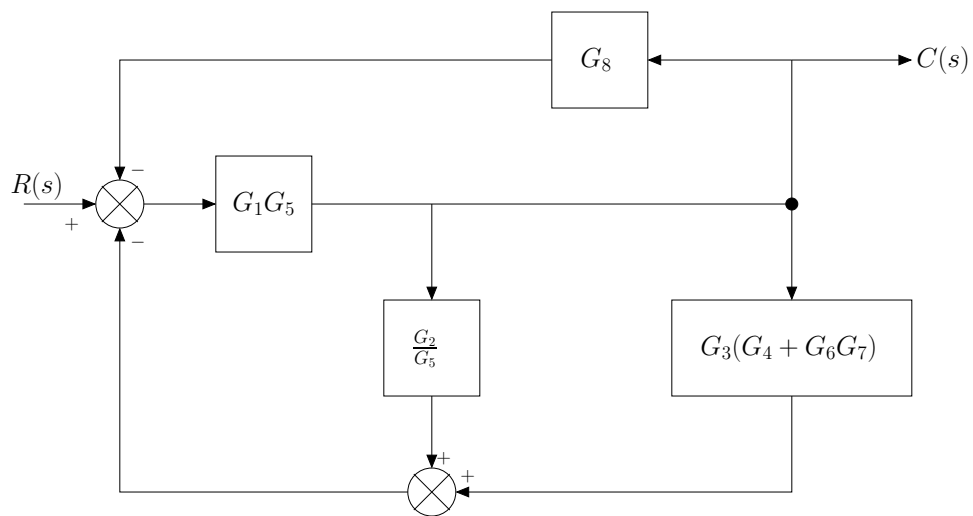 G₈
C(s)
−
R(s)
+
G₁G₅
−
G₂/G₅
G₃(G₄ + G₆G₇)
+
+